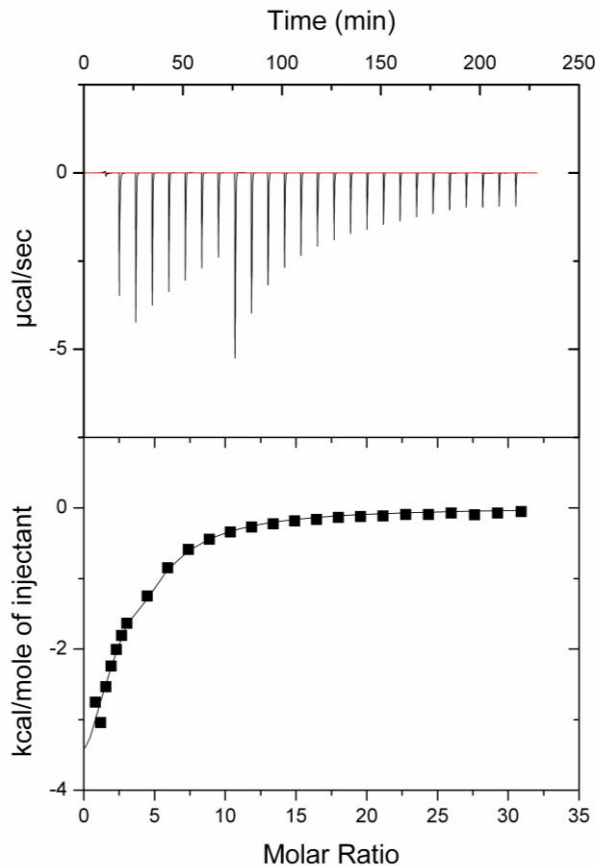 Time (min)
0 50 100 150 200 250
0
-5
µcal/sec
0
-2
-4
kcal/mole of injectant
0 5 10 15 20 25 30 35
Molar Ratio